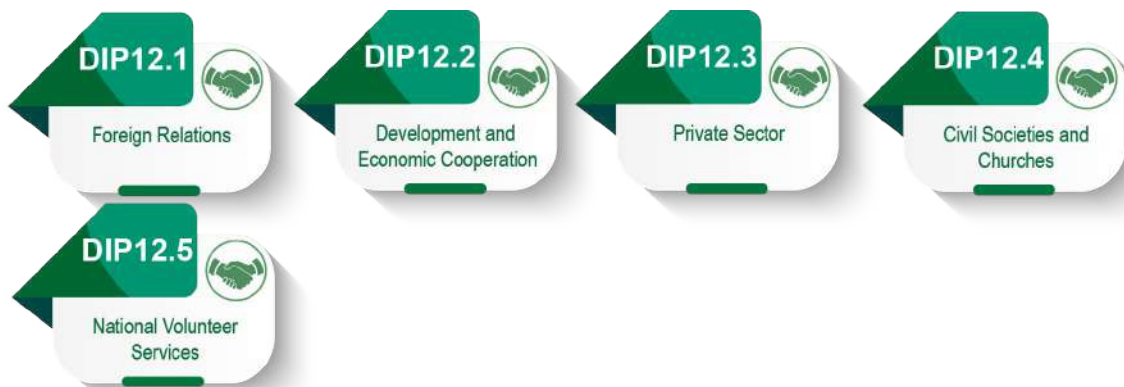 DIP12.1
Foreign Relations
DIP12.2
Development and
Economic Cooperation
DIP12.3
Private Sector
DIP12.4
Civil Societies and
Churches
DIP12.5
National Volunteer
Services